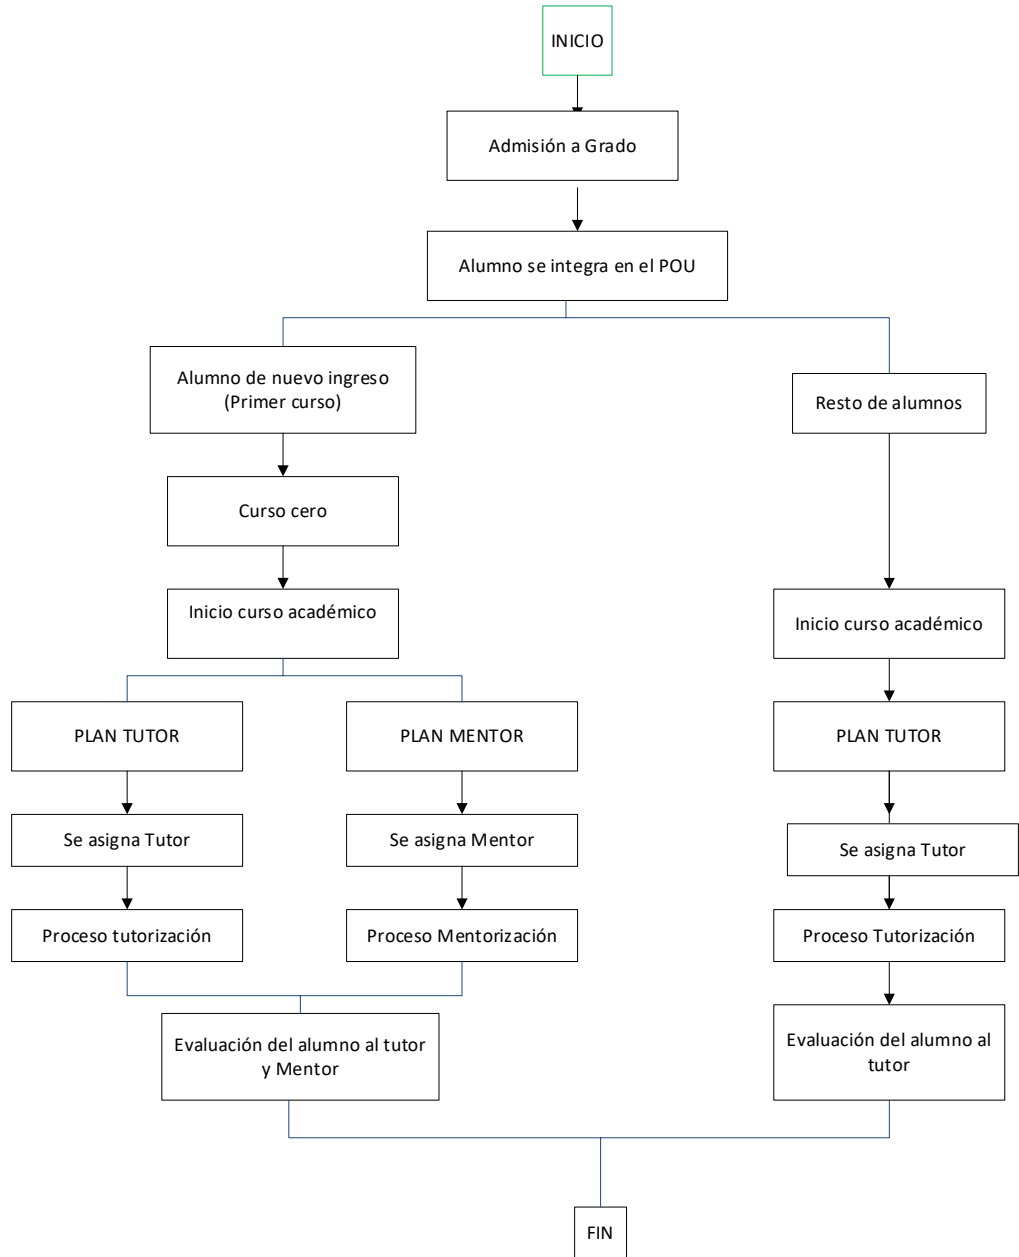 INICIO
Admisión a Grado
Alumno se integra en el POU
Alumno de nuevo ingreso
(Primer curso)
Resto de alumnos
Curso cero
Inicio curso académico
Inicio curso académico
PLAN TUTOR
PLAN MENTOR
PLAN TUTOR
Se asigna Tutor
Se asigna Mentor
Se asigna Tutor
Proceso tutorización
Proceso Mentorización
Proceso Tutorización
Evaluación del alumno al tutor
y Mentor
Evaluación del alumno al
tutor
FIN